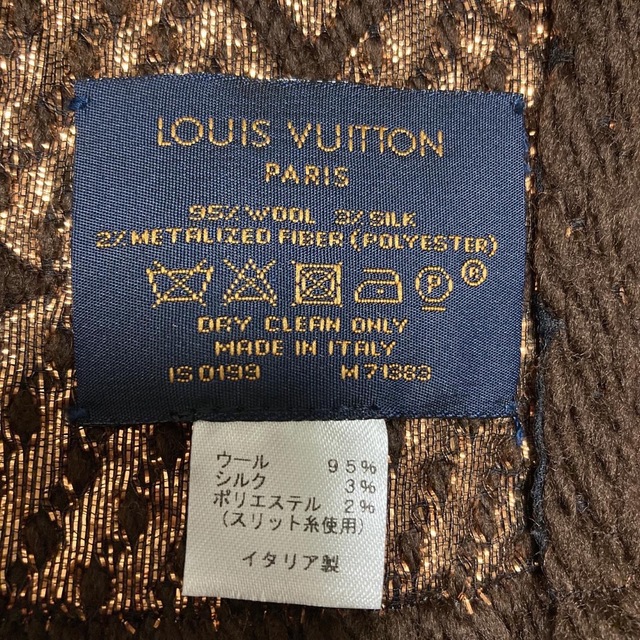 LOUIS VUITTON
PARIS
95% WOOL 3% SILK
2% METALIZED FIBER (POLYESTER)
P ®
DRY CLEAN ONLY
MADE IN ITALY
IS 0199 M71363
ウール 95%
シルク 3%
ポリエステル 2%
(スリット糸使用)
イタリア製